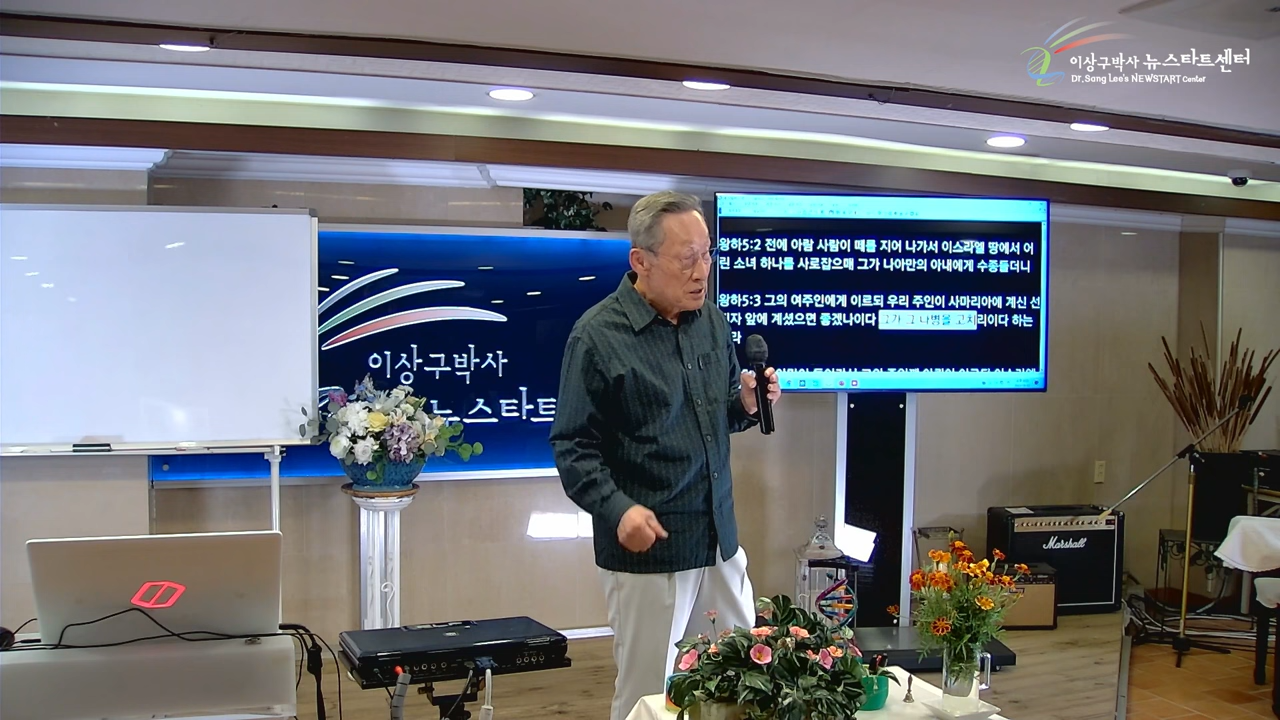 이상구박사 뉴스타트센터
Dr. Sang Lee's NEWSTART Center
왕하5:2 전에 아람 사람이 떼를 지어 나가서 이스라엘 땅에서 어
린 소녀 하나를 사로잡으매 그가 나아만의 아내에게 수종들더니
왕하5:3 그의 여주인에게 이르되 우리 주인이 사마리아에 계신 선
지자 앞에 계셨으면 좋겠나이다 그가 그 나병을 고치리이다 하는
라
이상구박사
뉴스타트
Marshall